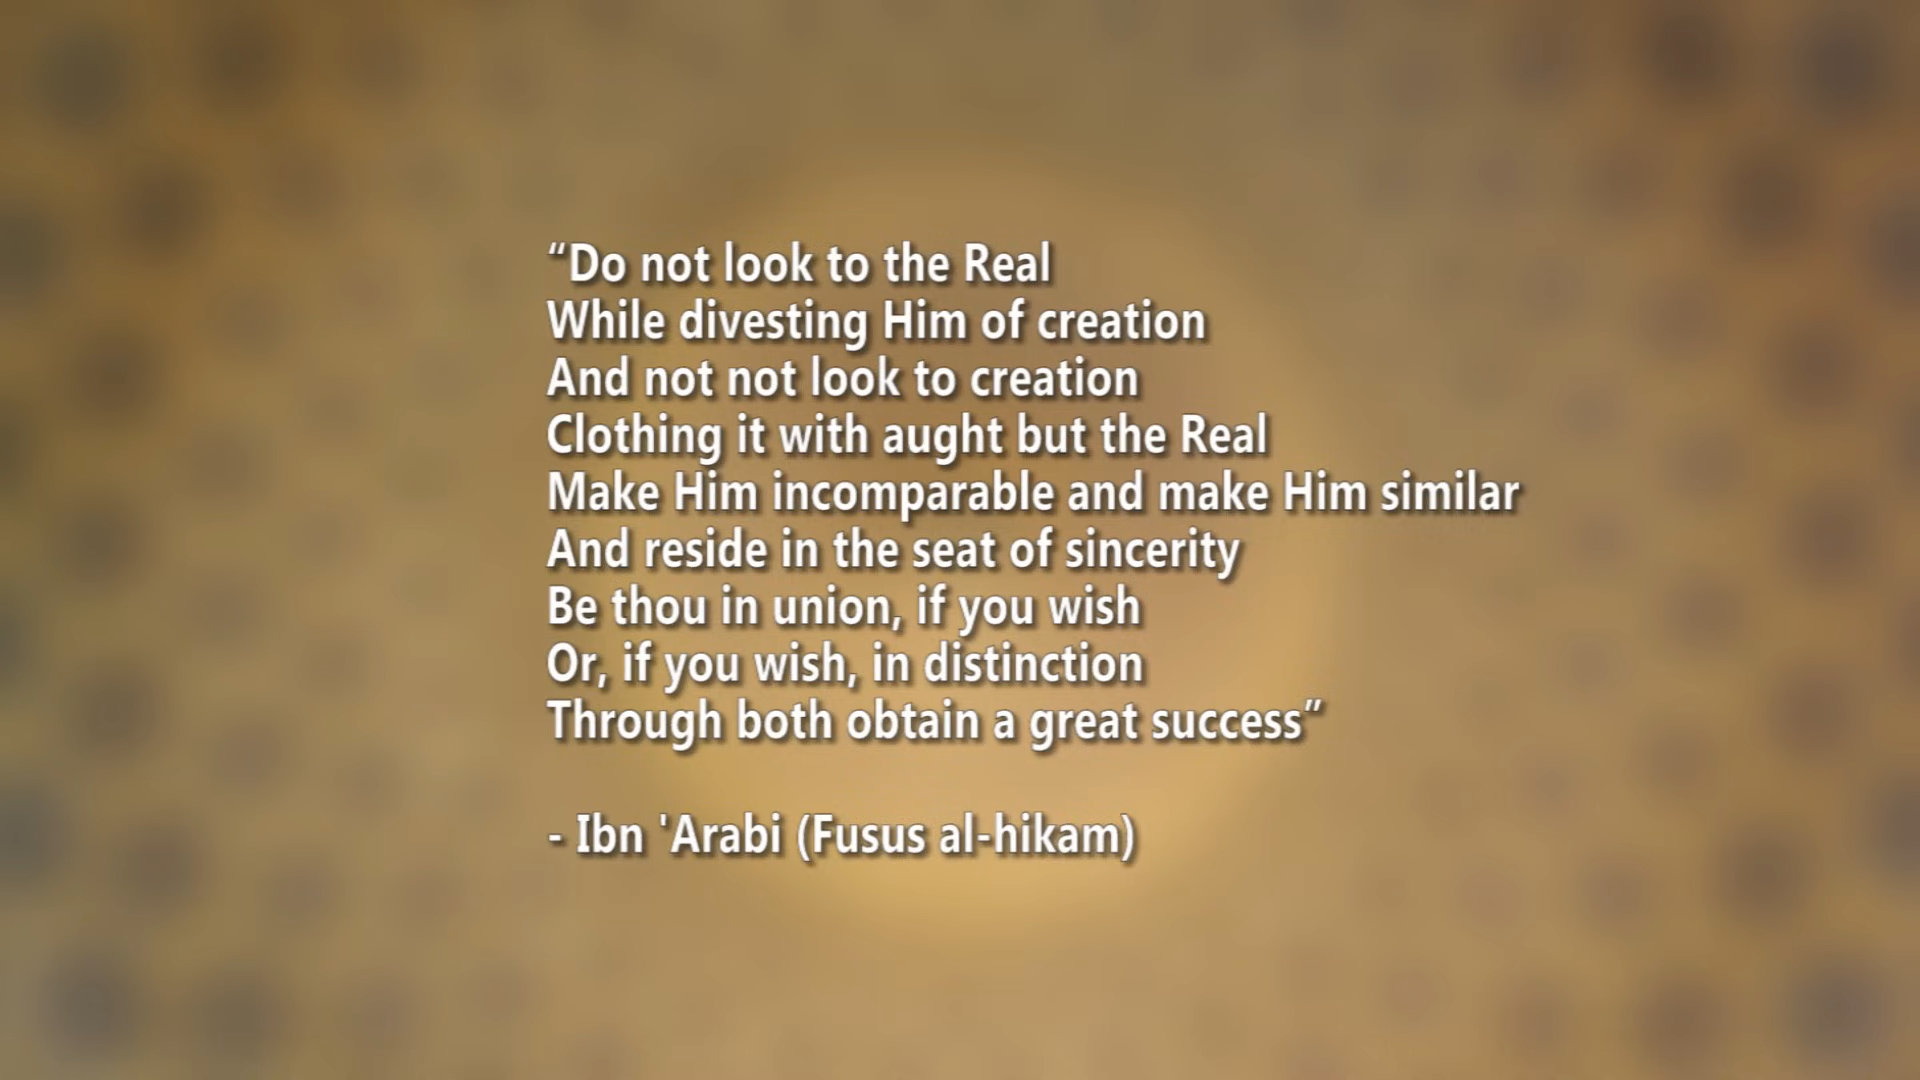 “Do not look to the Real
While divesting Him of creation
And not not look to creation
Clothing it with aught but the Real
Make Him incomparable and make Him similar
And reside in the seat of sincerity
Be thou in union, if you wish
Or, if you wish, in distinction
Through both obtain a great success”
- Ibn 'Arabi (Fusus al-hikam)